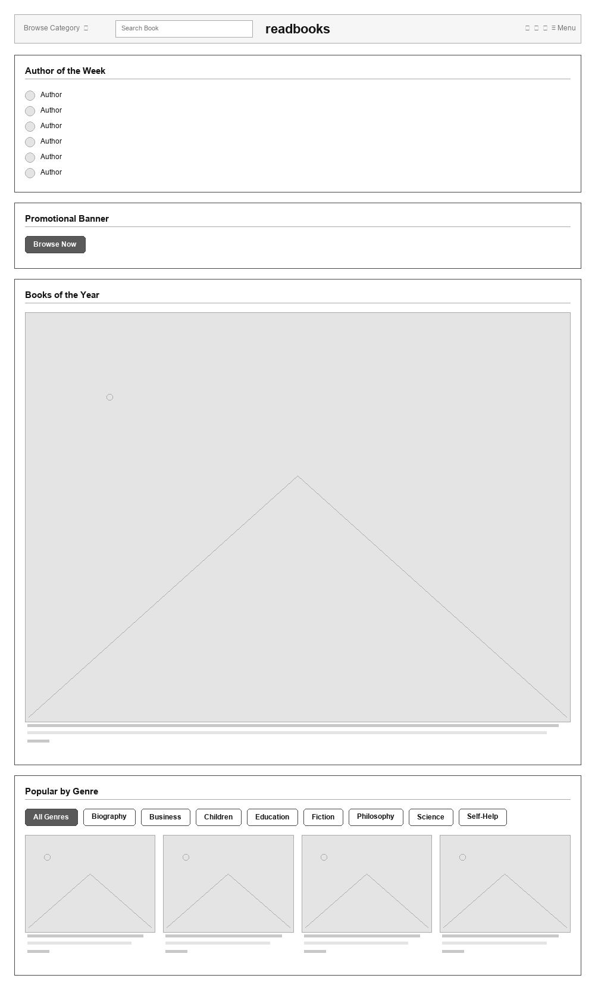 Browse Category
Search Book
readbooks
☰ Menu
Author of the Week
Author
Author
Author
Author
Author
Author
Promotional Banner
Browse Now
Books of the Year
Popular by Genre
All Genres Biography Business Children Education Fiction Philosophy Science Self-Help